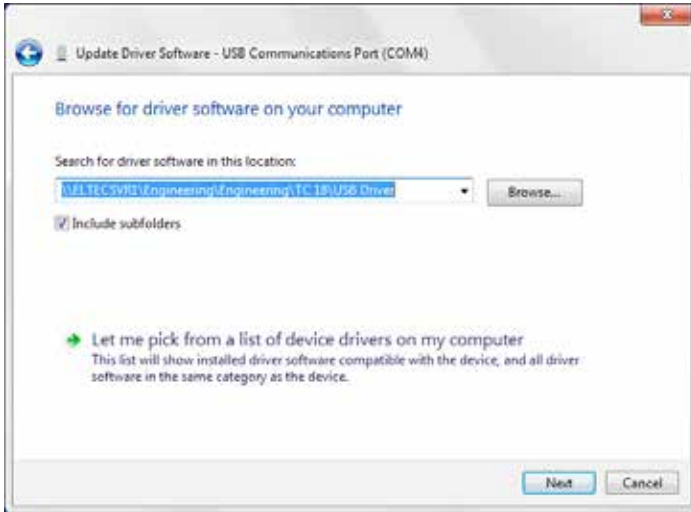 Update Driver Software - USB Communications Port (COM4)
Browse for driver software on your computer
Search for driver software in this location:
\\ELTECSVR1\Engineering\Engineering\TC 18\USB Driver
Browse...
Include subfolders
Let me pick from a list of device drivers on my computer
This list will show installed driver software compatible with the device, and all driver
software in the same category as the device.
Next
Cancel